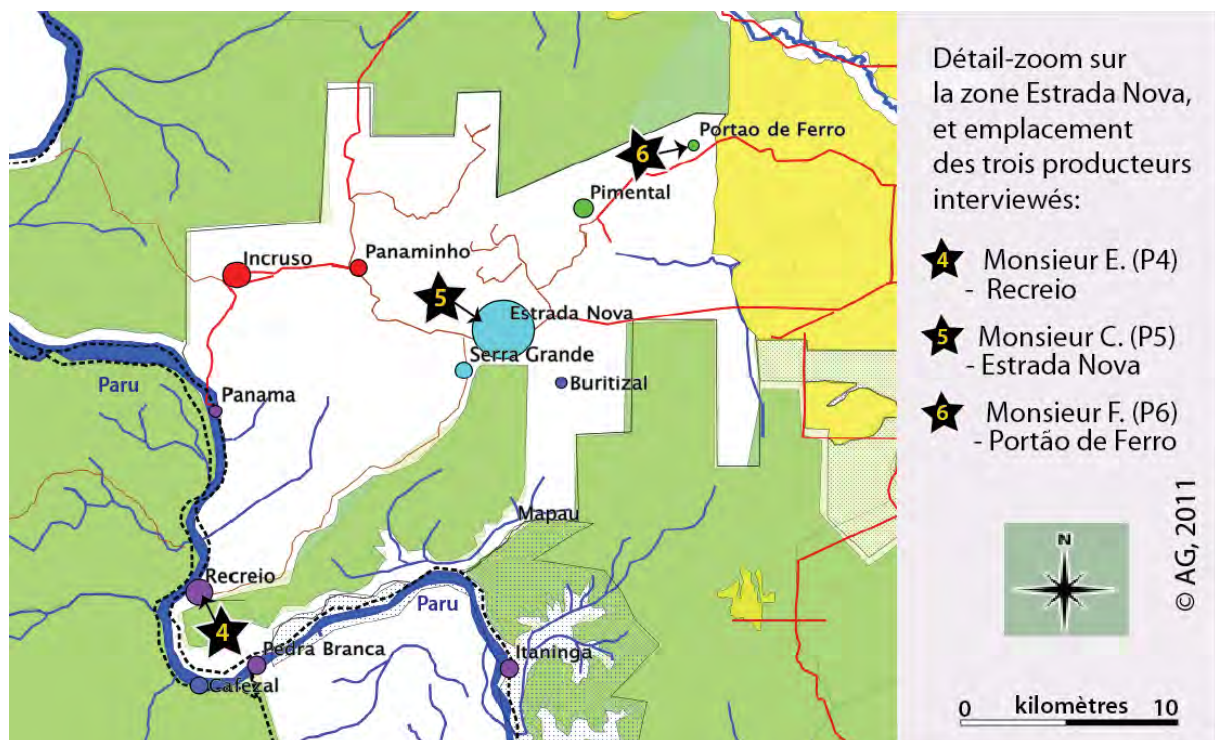 Portao de Ferro
6
Pimental
Incruso
Panaminho
5
Estrada Nova
Serra Grande
Paru
Buritizal
Panama
Mapau
Recreio
Paru
4
Pedra Branca
Itaninga
Cafezal
Détail-zoom sur
la zone Estrada Nova,
et emplacement
des trois producteurs
interviewés:
4 Monsieur E. (P4)
- Recreio
5 Monsieur C. (P5)
- Estrada Nova
6 Monsieur F. (P6)
- Portão de Ferro
N
© AG, 2011
0 kilomètres 10